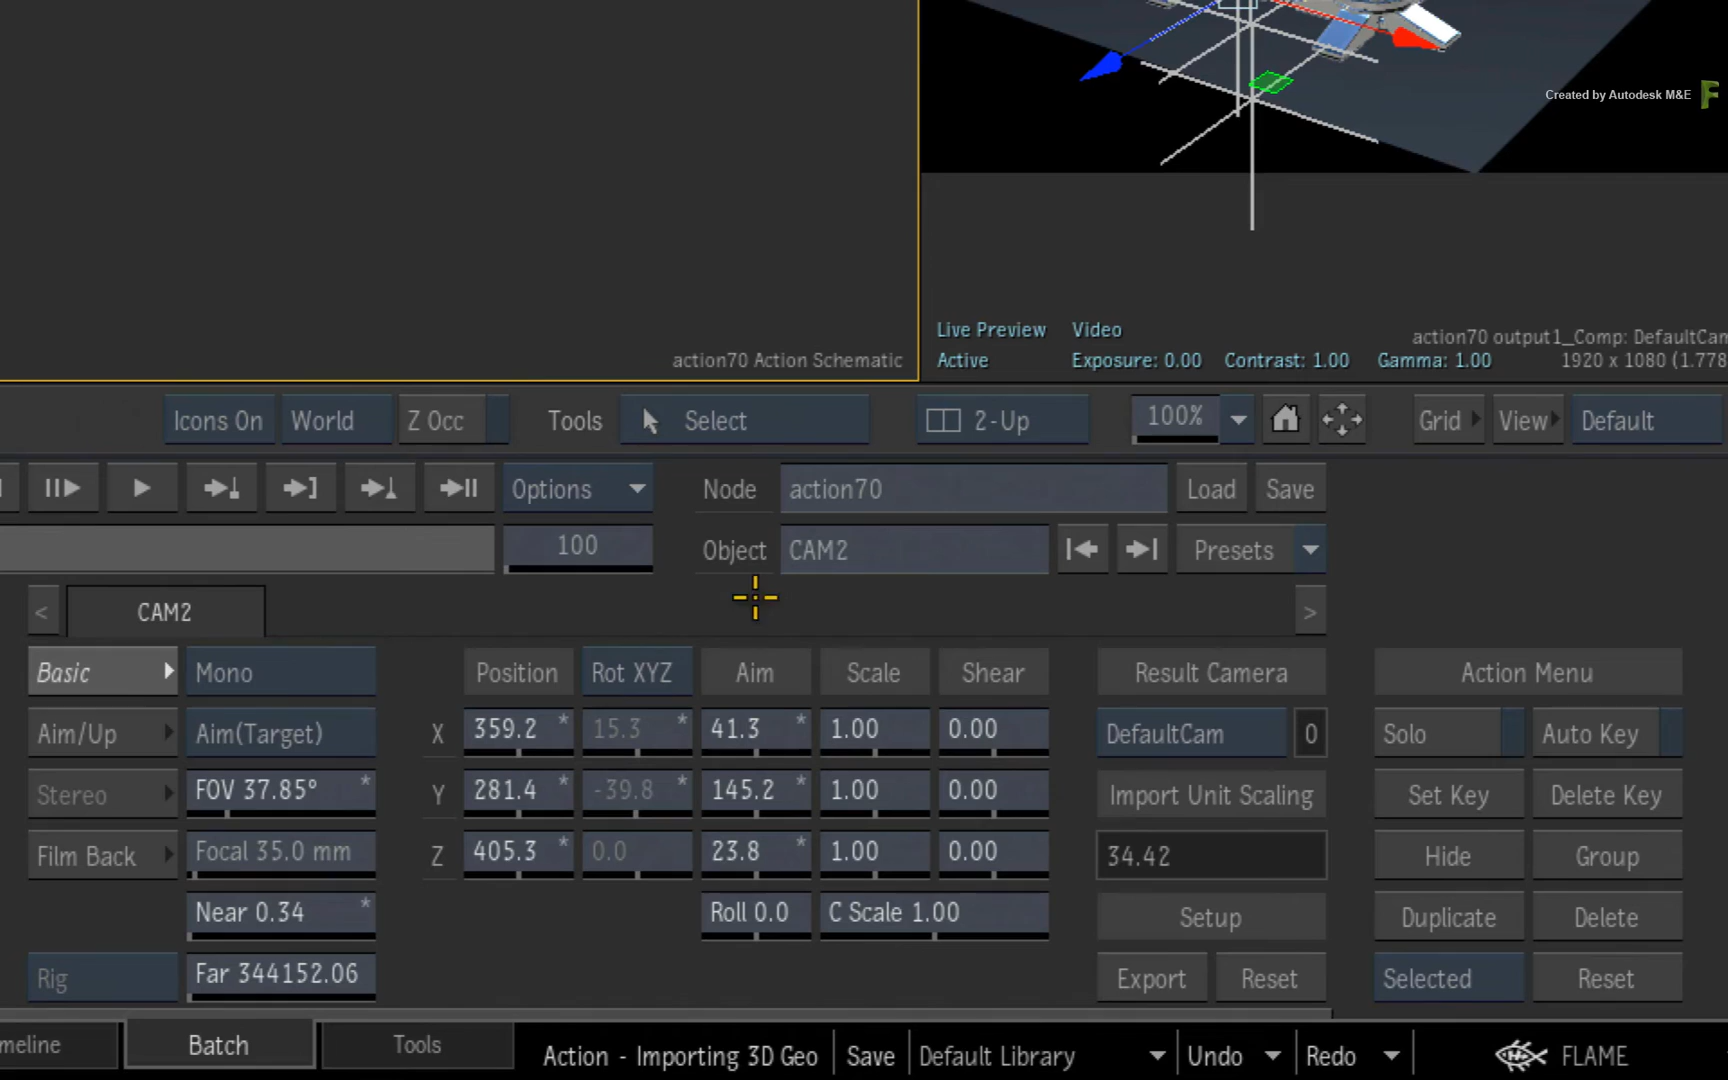 Created by Autodesk M&E
Live Preview Video
action70 output1_Comp: DefaultCam
action70 Action Schematic
Active Exposure: 0.00 Contrast: 1.00 Gamma: 1.00 1920 x 1080 (1.778
Icons On World Z Occ Tools Select 2-Up 100% Grid View Default
Options Node action70 Load Save
100 Object CAM2 Presets
< CAM2 >
Basic Mono Position Rot XYZ Aim Scale Shear Result Camera Action Menu
Aim/Up Aim(Target) X 359.2 * 15.3 * 41.3 * 1.00 0.00 DefaultCam 0 Solo Auto Key
Stereo FOV 37.85° * Y 281.4 * -39.8 * 145.2 * 1.00 0.00 Import Unit Scaling Set Key Delete Key
Film Back Focal 35.0 mm Z 405.3 * 0.0 23.8 * 1.00 0.00 34.42 Hide Group
Near 0.34 * Roll 0.0 C Scale 1.00 Setup Duplicate Delete
Rig Far 344152.06 Export Reset Selected Reset
meline Batch Tools Action - Importing 3D Geo Save Default Library Undo Redo FLAME